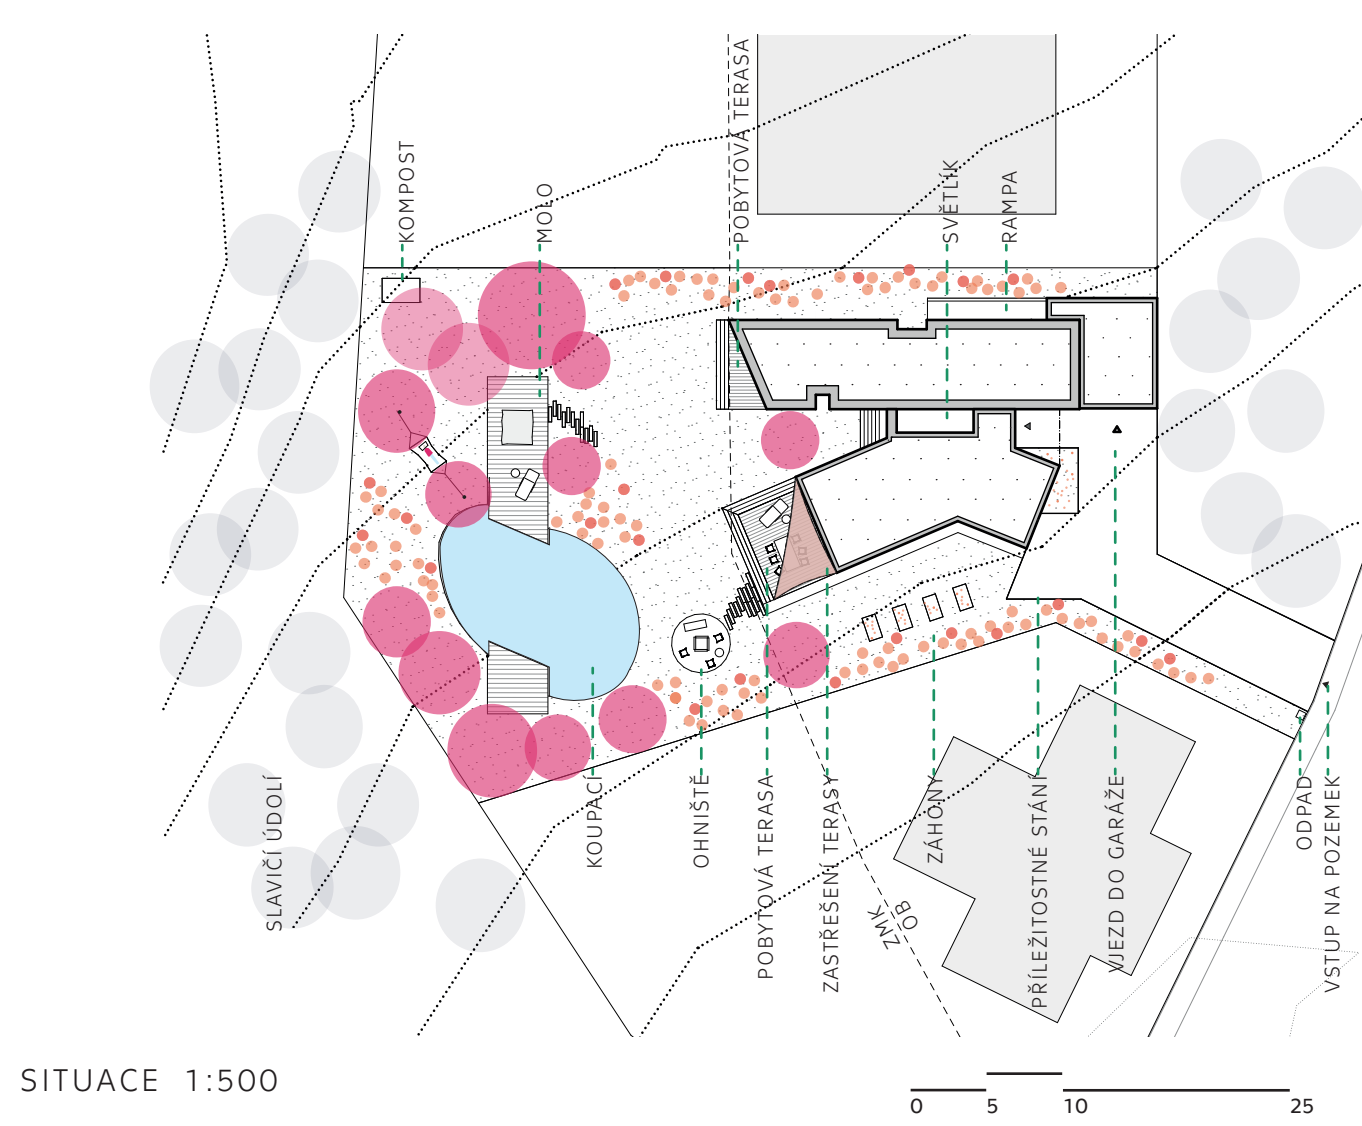 KOMPOST
MOLO
POBYTOVÁ TERASA
SVĚTLÍK
RAMPA
SLAVIČÍ ÚDOLÍ
KOUPACÍ
OHNIŠTĚ
POBYTOVÁ TERASA
ZASTŘEŠENÍ TERASY
ZMK
OB
ZÁHONY
PŘÍLEŽITOSTNÉ STÁNÍ
VJEZD DO GARÁŽE
ODPAD
VSTUP NA POZEMEK
SITUACE 1:500
0 5 10 25